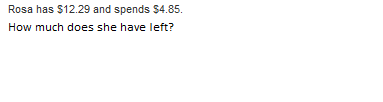 Rosa has $12.29 and spends $4.85.
How much does she have left?